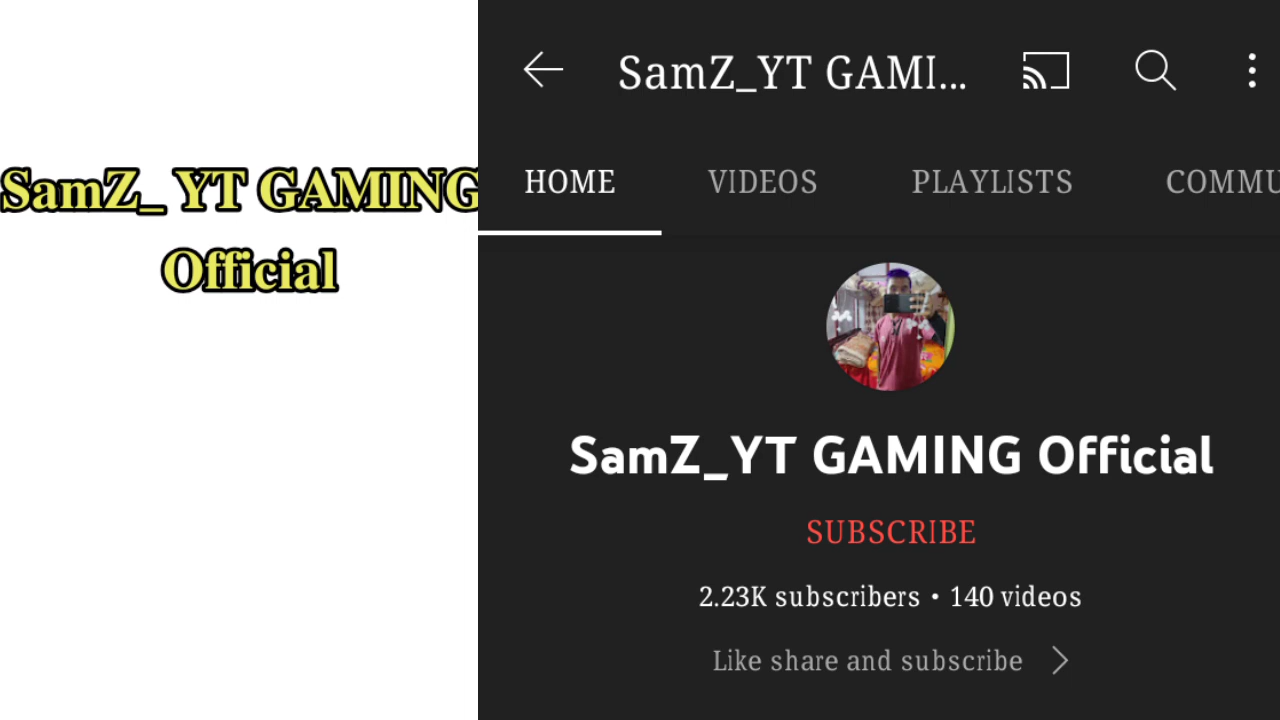 SamZ_ YT GAMING
Official
SamZ_YT GAMI...
HOME VIDEOS PLAYLISTS COMMU
SamZ_YT GAMING Official
SUBSCRIBE
2.23K subscribers • 140 videos
Like share and subscribe